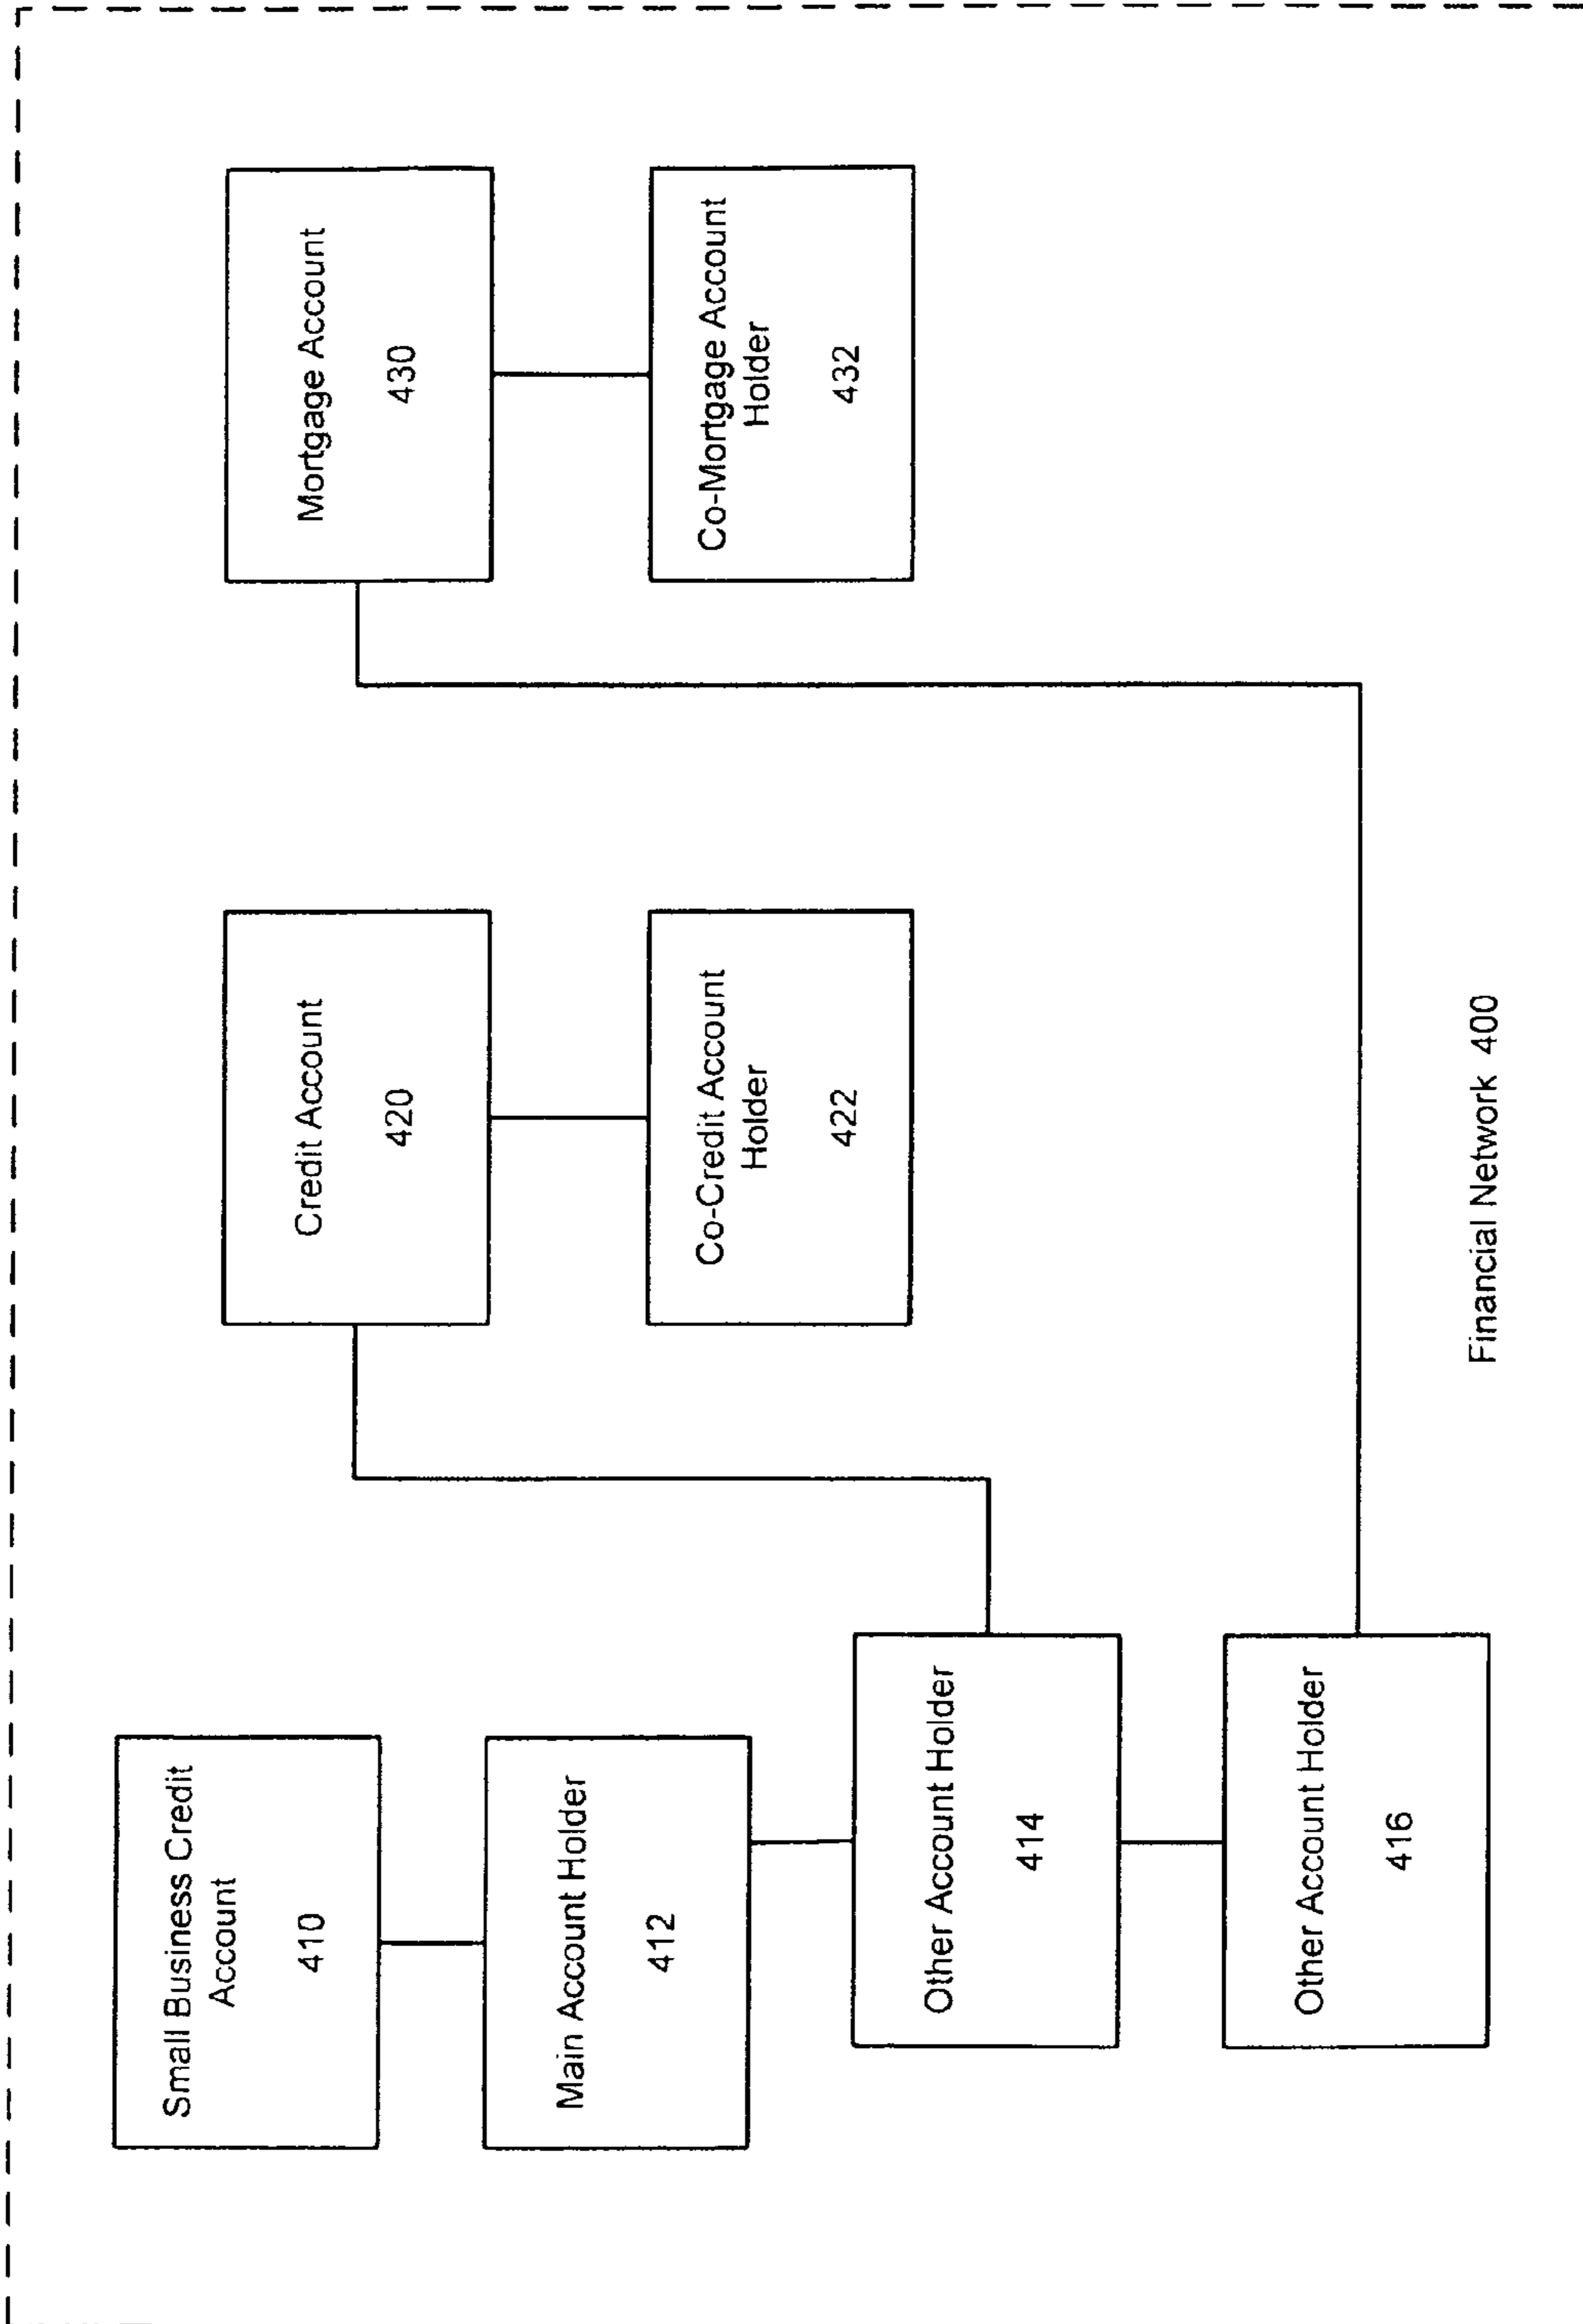 Small Business Credit
Account
410
Main Account Holder
412
Other Account Holder
414
Other Account Holder
416
Credit Account
420
Co-Credit Account
Holder
422
Mortgage Account
430
Co-Mortgage Account
Holder
432
Financial Network 400